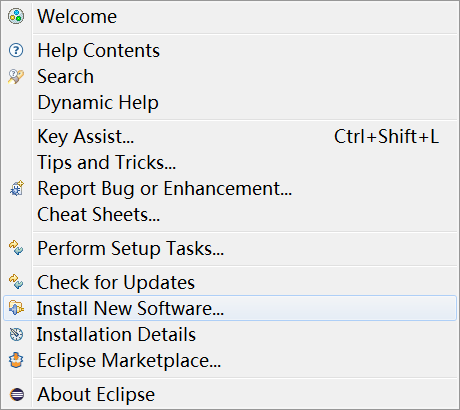 Welcome
Help Contents
Search
Dynamic Help
Key Assist... Ctrl+Shift+L
Tips and Tricks...
Report Bug or Enhancement...
Cheat Sheets...
Perform Setup Tasks...
Check for Updates
Install New Software...
Installation Details
Eclipse Marketplace...
About Eclipse